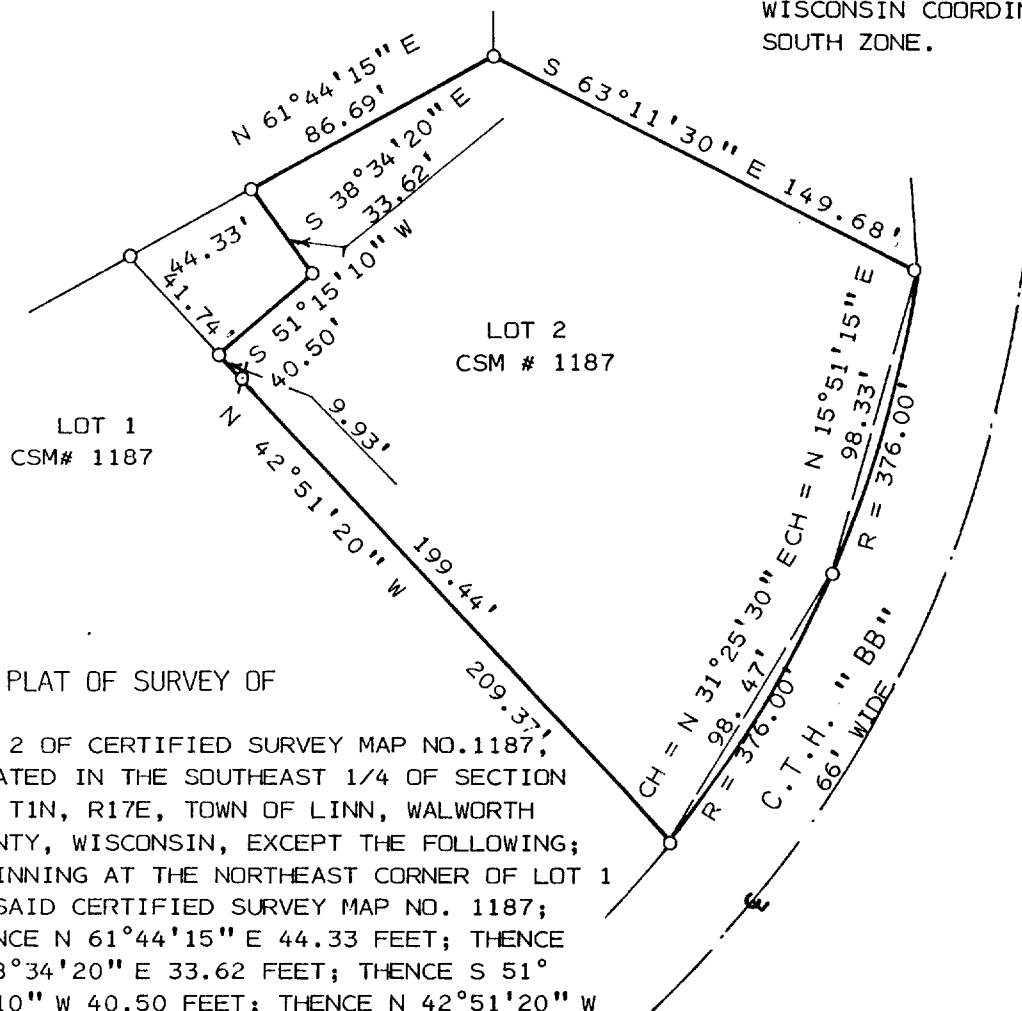 WISCONSIN COORDIN
SOUTH ZONE.
N 61°44'15" E
86.69'
S 63°11'30" E 149.68'
S 38°34'20" E
33.62'
44.33'
41.74'
S 51°15'10" W
40.50'
9.93'
LOT 2
CSM # 1187
LOT 1
CSM# 1187
N 42°51'20" W
199.44'
209.37'
CH = N 15°51'15" E
98.33'
R = 376.00'
CH = N 31°25'30" E
98.47'
R = 376.00'
C.T.H. "BB"
66' WIDE
PLAT OF SURVEY OF
2 OF CERTIFIED SURVEY MAP NO.1187,
ATED IN THE SOUTHEAST 1/4 OF SECTION
T1N, R17E, TOWN OF LINN, WALWORTH
NTY, WISCONSIN, EXCEPT THE FOLLOWING;
INNING AT THE NORTHEAST CORNER OF LOT 1
SAID CERTIFIED SURVEY MAP NO. 1187;
NCE N 61°44'15" E 44.33 FEET; THENCE
8°34'20" E 33.62 FEET; THENCE S 51°
10" W 40.50 FEET; THENCE N 42°51'20" W